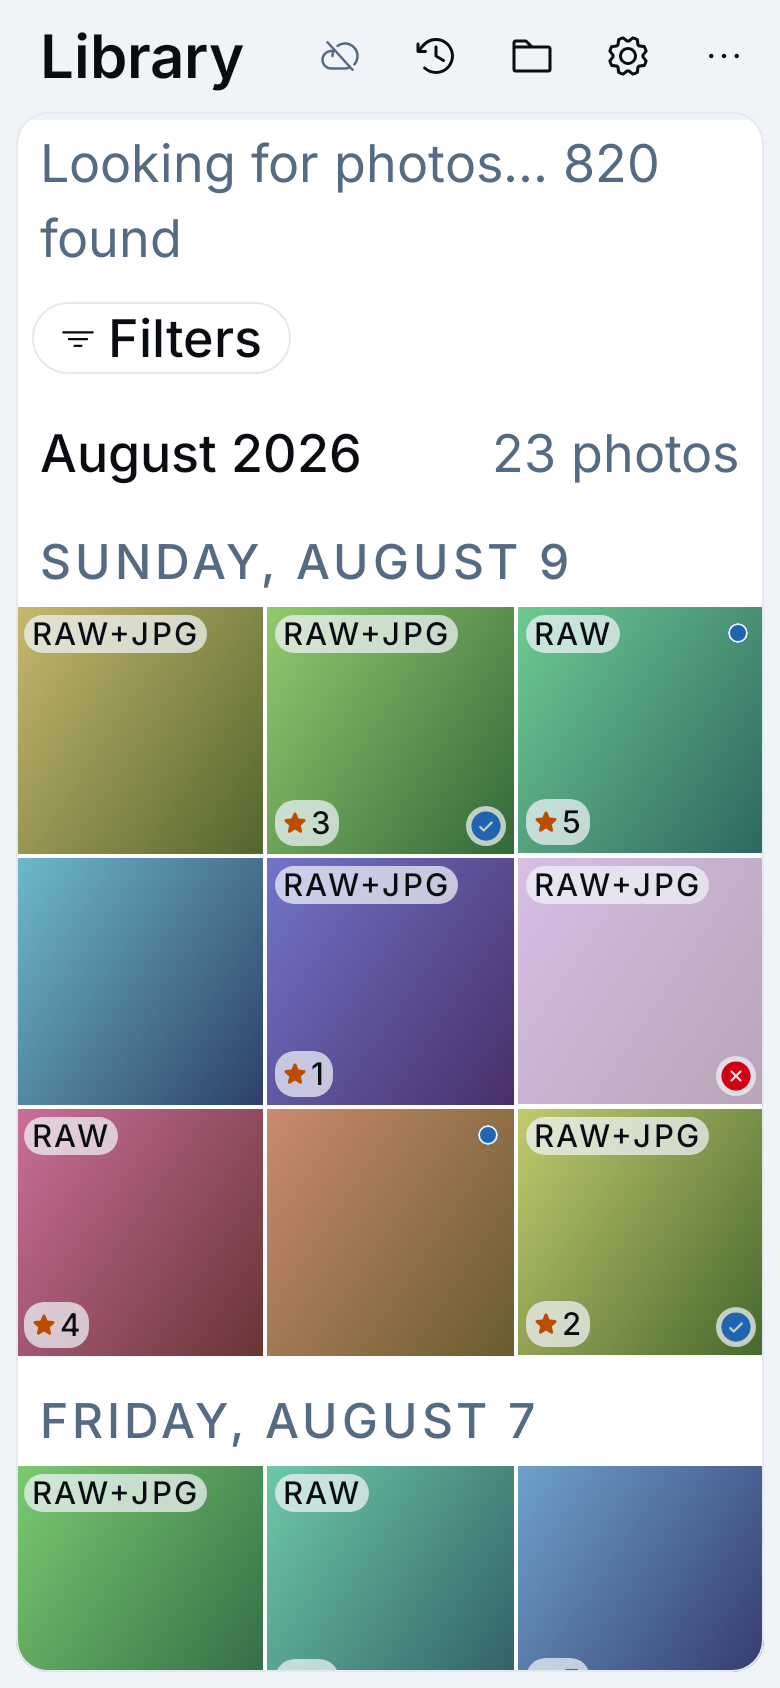 Library
Looking for photos... 820
found
Filters
August 2026 23 photos
SUNDAY, AUGUST 9
RAW+JPG RAW+JPG RAW
3 5
RAW+JPG RAW+JPG
1
RAW RAW+JPG
4 2
FRIDAY, AUGUST 7
RAW+JPG RAW